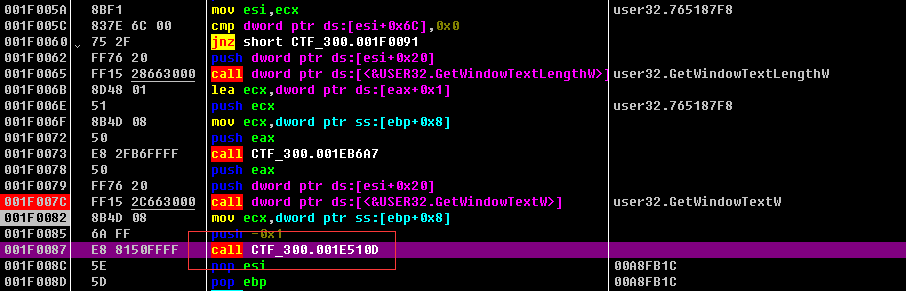 001F005A 8BF1 mov esi,ecx user32.765187F8
001F005C 837E 6C 00 cmp dword ptr ds:[esi+0x6C],0x0
001F0060 75 2F jnz short CTF_300.001F0091
001F0062 FF76 20 push dword ptr ds:[esi+0x20]
001F0065 FF15 28663000 call dword ptr ds:[<&USER32.GetWindowTextLengthW>] user32.GetWindowTextLengthW
001F006B 8D48 01 lea ecx,dword ptr ds:[eax+0x1]
001F006E 51 push ecx user32.765187F8
001F006F 8B4D 08 mov ecx,dword ptr ss:[ebp+0x8]
001F0072 50 push eax
001F0073 E8 2FB6FFFF call CTF_300.001EB6A7
001F0078 50 push eax
001F0079 FF76 20 push dword ptr ds:[esi+0x20]
001F007C FF15 2C663000 call dword ptr ds:[<&USER32.GetWindowTextW>] user32.GetWindowTextW
001F0082 8B4D 08 mov ecx,dword ptr ss:[ebp+0x8]
001F0085 6A FF push -0x1
001F0087 E8 8150FFFF call CTF_300.001E510D
001F008C 5E pop esi 00A8FB1C
001F008D 5D pop ebp 00A8FB1C